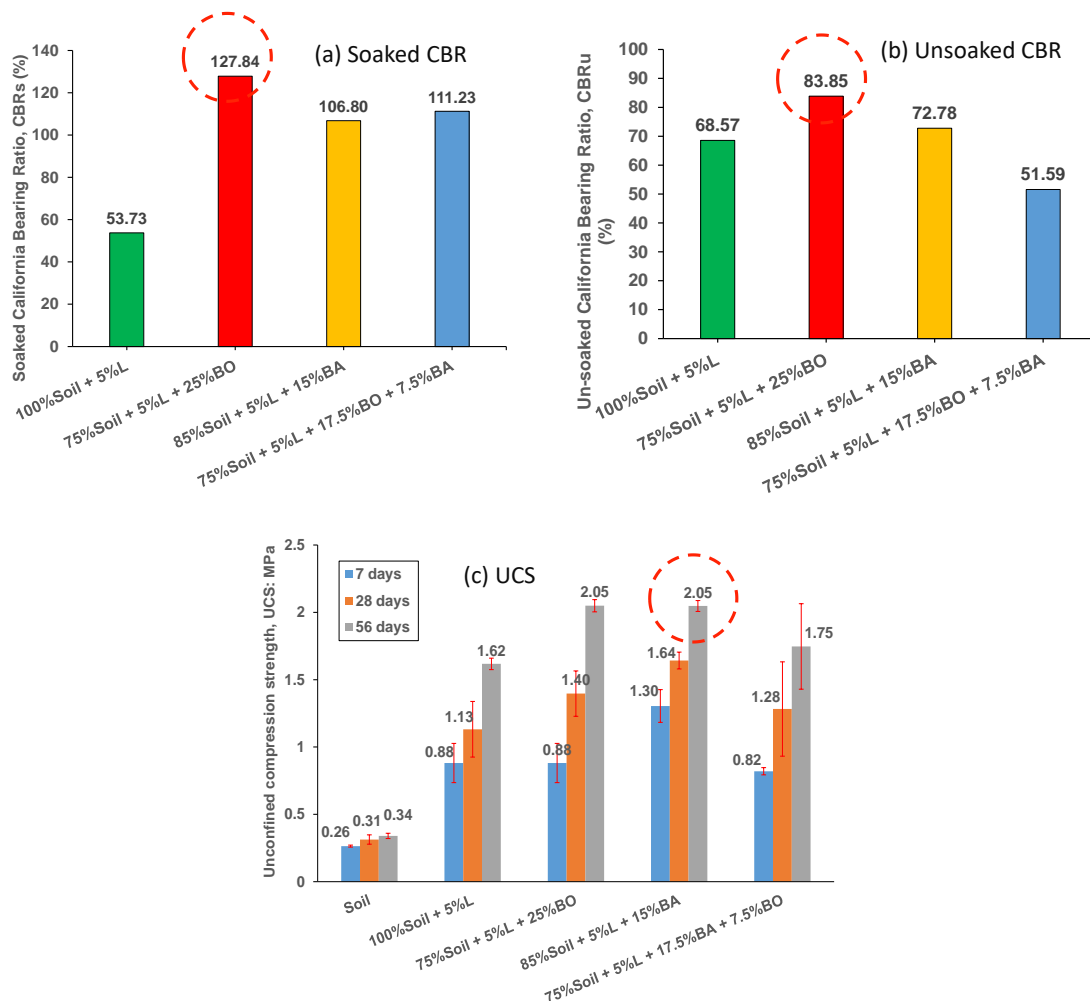 (a) Soaked CBR
Soaked California Bearing Ratio, CBRs (%)
140
120
100
80
60
40
20
0
53.73
127.84
106.80
111.23
100%Soil + 5%L
75%Soil + 5%L + 25%BO
85%Soil + 5%L + 15%BA
75%Soil + 5%L + 17.5%BO + 7.5%BA
(b) Unsoaked CBR
Un-soaked California Bearing Ratio, CBRu
(%)
100
90
80
70
60
50
40
30
20
10
0
68.57
83.85
72.78
51.59
100%Soil + 5%L
75%Soil + 5%L + 25%BO
85%Soil + 5%L + 15%BA
75%Soil + 5%L + 17.5%BO + 7.5%BA
(c) UCS
Unconfined compression strength, UCS: MPa
2.5
2
1.5
1
0.5
0
7 days
28 days
56 days
0.26
0.31
0.34
0.88
1.13
1.62
0.88
1.40
2.05
1.30
1.64
2.05
0.82
1.28
1.75
Soil
100%Soil + 5%L
75%Soil + 5%L + 25%BO
85%Soil + 5%L + 15%BA
75%Soil + 5%L + 17.5%BA + 7.5%BO